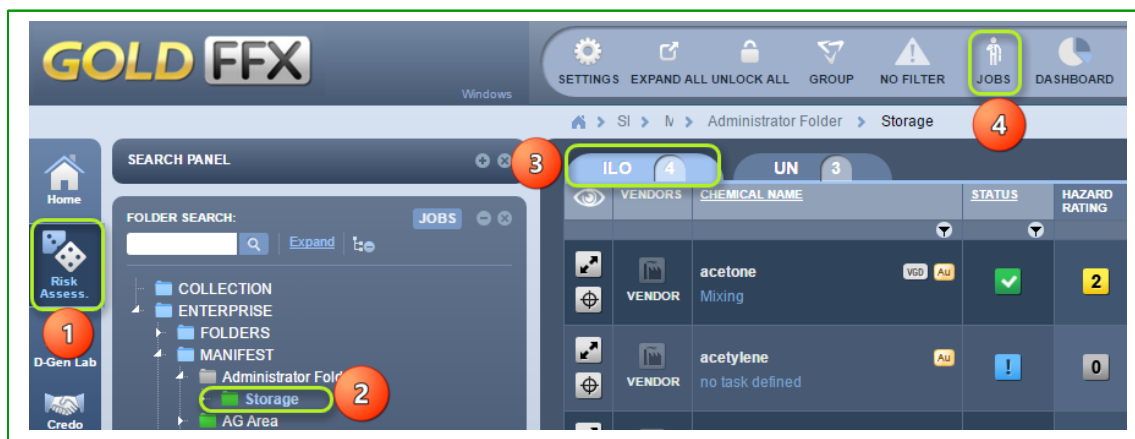 GOLD FFX
Windows
SETTINGS EXPAND ALL UNLOCK ALL GROUP NO FILTER JOBS DASHBOARD
4
SI > > Administrator Folder > Storage
Home
Risk
Assess.
1
D-Gen Lab
Credo
SEARCH PANEL
FOLDER SEARCH: JOBS
Expand
COLLECTION
ENTERPRISE
FOLDERS
MANIFEST
Administrator Fold
Storage
2
AG Area
3
ILO 4 UN 3
VENDORS CHEMICAL NAME STATUS HAZARD
RATING
acetone VGD Au 2
VENDOR Mixing
acetylene Au ! 0
VENDOR no task defined